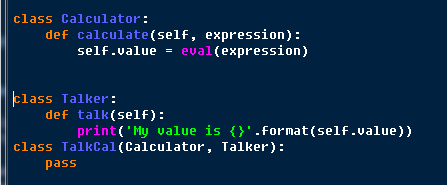 class Calculator:
    def calculate(self, expression):
        self.value = eval(expression)
class Talker:
    def talk(self):
        print('My value is {}'.format(self.value))
class TalkCal(Calculator, Talker):
    pass